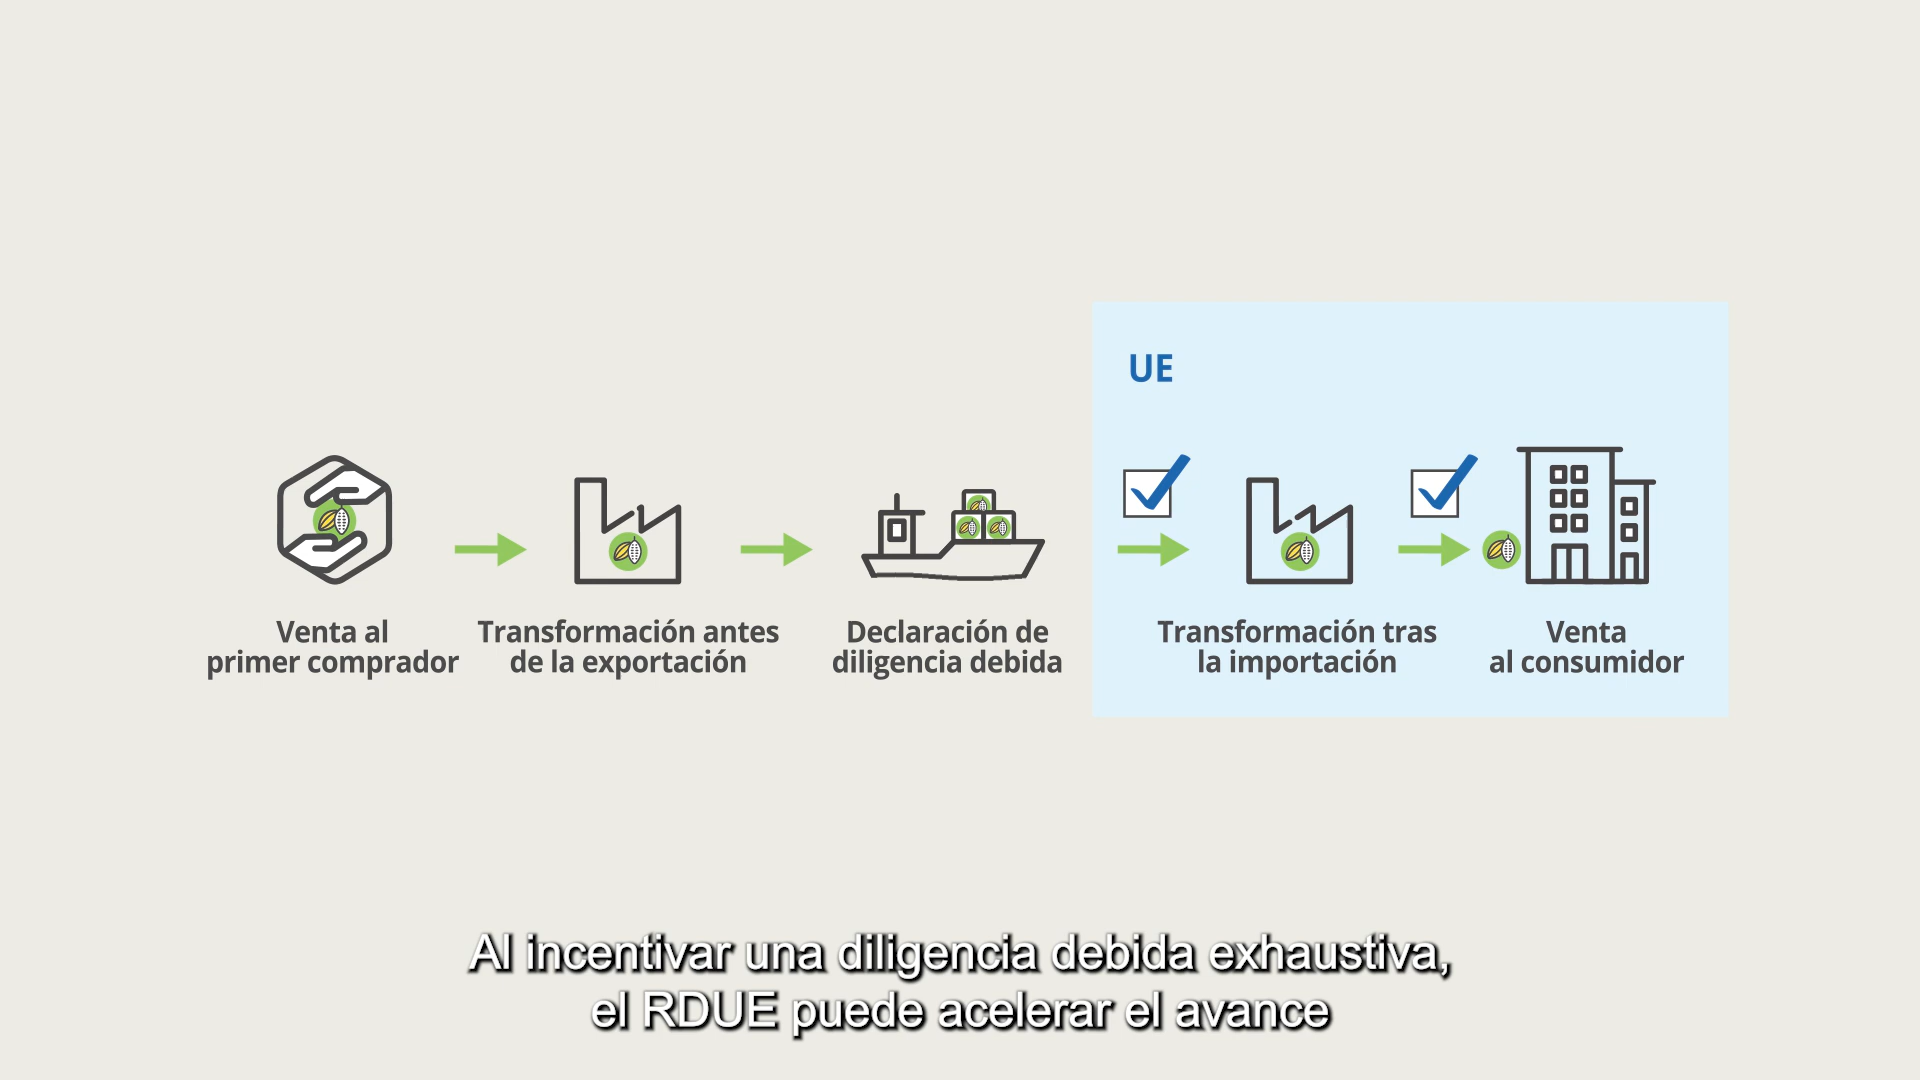 UE
Venta al
primer comprador
Transformación antes
de la exportación
Declaración de
diligencia debida
Transformación tras
la importación
Venta
al consumidor
Al incentivar una diligencia debida exhaustiva,
el RDUE puede acelerar el avance